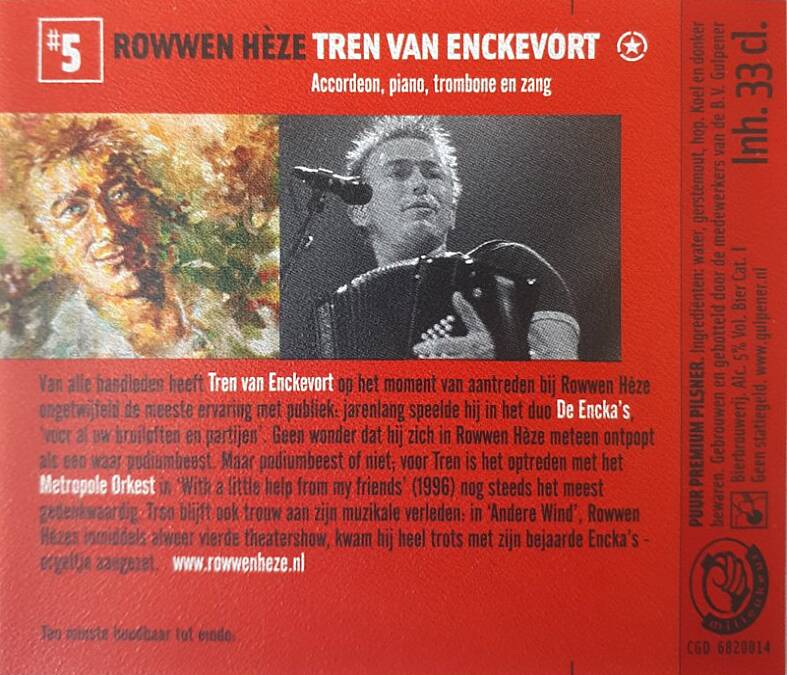 #5 ROWWEN HÈZE TREN VAN ENCKEVORT
Accordeon, piano, trombone en zang
Van alle bandleden heeft Tren van Enckevort op het moment van aantreden bij Rowwen Hèze
ongetwijfeld de meeste ervaring met publiek: jarenlang speelde hij in het duo De Encka's,
'voor al uw bruiloften en partijen'. Geen wonder dat hij zich in Rowwen Hèze meteen ontpopt
als een waar podiumbeest. Maar podiumbeest of niet; voor Tren is het optreden met het
Metropole Orkest in 'With a little help from my friends' (1996) nog steeds het meest
gedenkwaardig. Tren blijft ook trouw aan zijn muzikale verleden: in 'Andere Wind', Rowwen
Hèzes inmiddels alweer vierde theatershow, kwam hij heel trots met zijn bejaarde Encka's -
orgeltje aangezet. www.rowwenheze.nl
Ten minste houdbaar tot einde:
PUUR PREMIUM PILSNER. Ingrediënten: water, gerstemout, hop. Koel en donker
bewaren. Gebrouwen en gebotteld door de medewerkers van de B.V. Gulpener
Bierbrouwerij. Alc. 5% Vol. Bier Cat. I
Geen statiegeld. www.gulpener.nl
Inh. 33 cl.
milieukeur
CGD 6820814